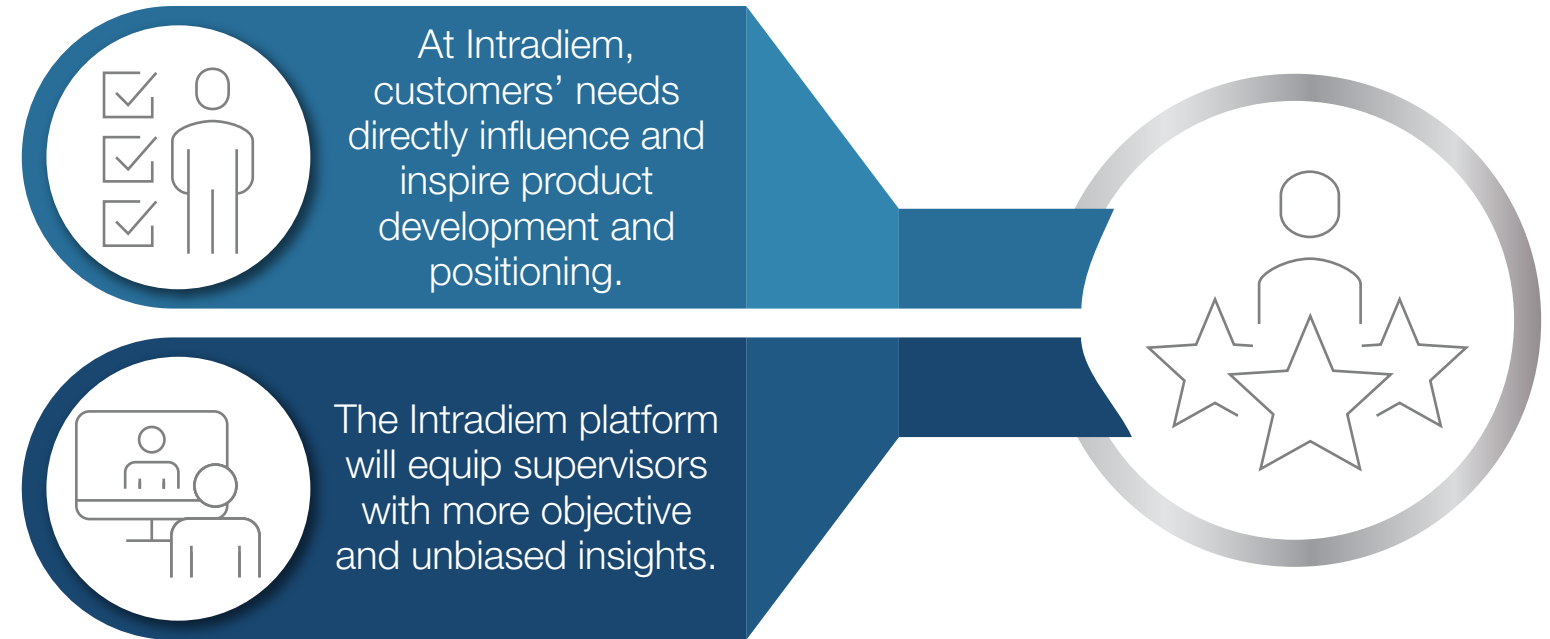 At Intradiem,
customers’ needs
directly influence and
inspire product
development and
positioning.
The Intradiem platform
will equip supervisors
with more objective
and unbiased insights.